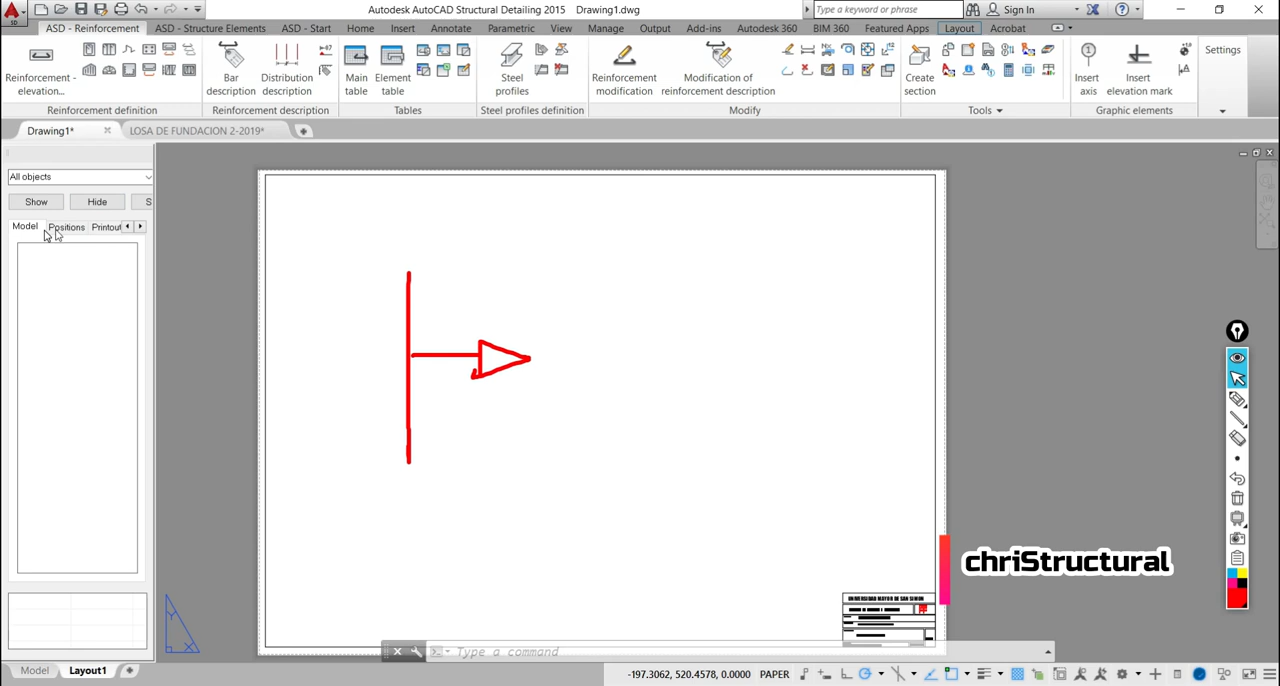 Autodesk AutoCAD Structural Detailing 2015 Drawing1.dwg
Type a keyword or phrase
Sign In
ASD - Reinforcement ASD - Structure Elements ASD - Start Home Insert Annotate Parametric View Manage Output Add-ins Autodesk 360 BIM 360 Featured Apps Layout Acrobat
Reinforcement - elevation...
Bar description
Distribution description
Main table
Element table
Steel profiles
Reinforcement modification
Modification of reinforcement description
Create section
Insert axis
Insert elevation mark
Settings
Reinforcement definition Reinforcement description Tables Steel profiles definition Modify Tools Graphic elements
Drawing1* LOSA DE FUNDACION 2-2019*
All objects
Show Hide S
Model Positions Printout
chriStructural
UNIVERSIDAD MAYOR DE SAN SIMON
Y
X
Type a command
Model Layout1
-197.3062, 520.4578, 0.0000 PAPER